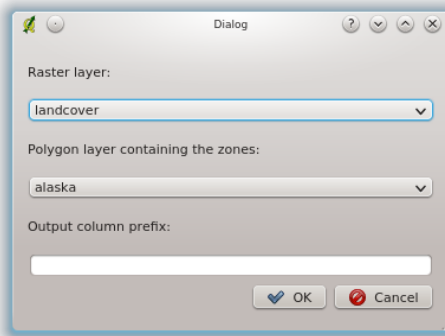 Dialog
Raster layer:
landcover
Polygon layer containing the zones:
alaska
Output column prefix:
OK Cancel